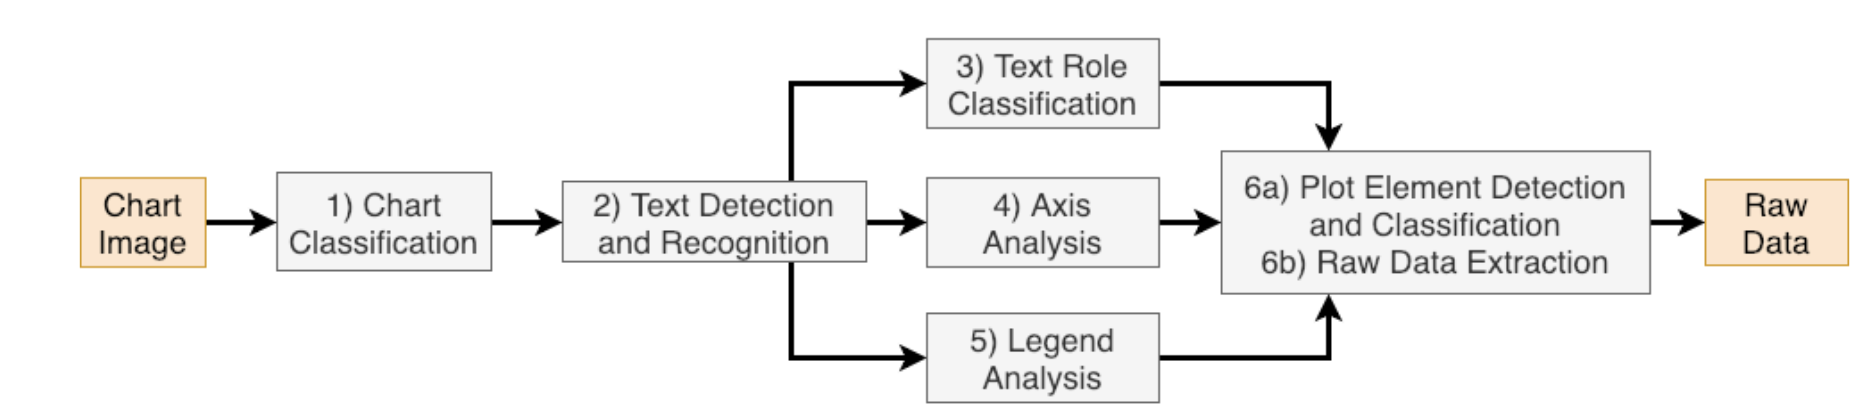 Chart
Image
1) Chart
Classification
2) Text Detection
and Recognition
3) Text Role
Classification
4) Axis
Analysis
5) Legend
Analysis
6a) Plot Element Detection
and Classification
6b) Raw Data Extraction
Raw
Data